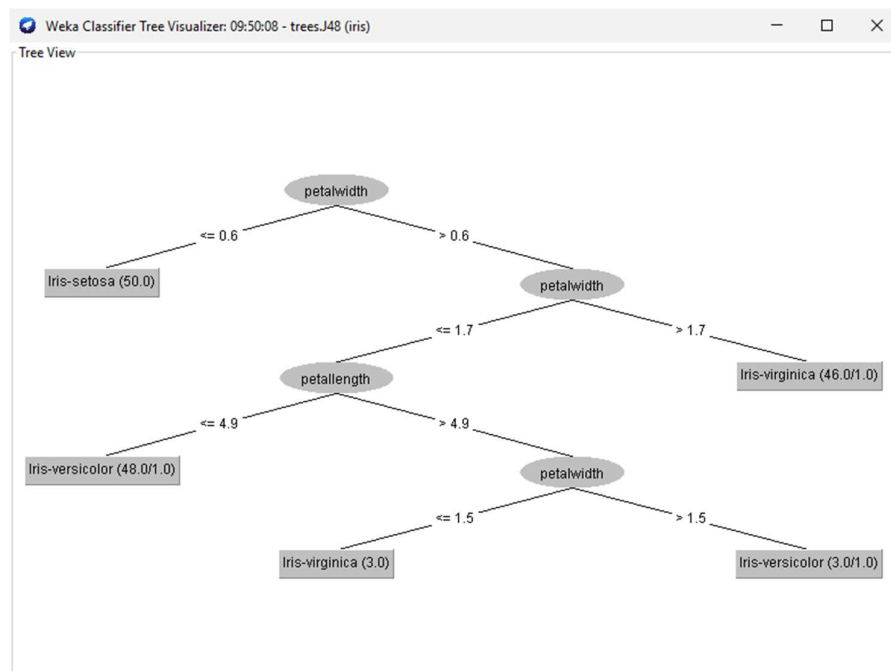 Weka Classifier Tree Visualizer: 09:50:08 - trees.J48 (iris)
Tree View
petalwidth
<= 0.6
> 0.6
Iris-setosa (50.0)
petalwidth
<= 1.7
> 1.7
petallength
Iris-virginica (46.0/1.0)
<= 4.9
> 4.9
Iris-versicolor (48.0/1.0)
petalwidth
<= 1.5
> 1.5
Iris-virginica (3.0)
Iris-versicolor (3.0/1.0)